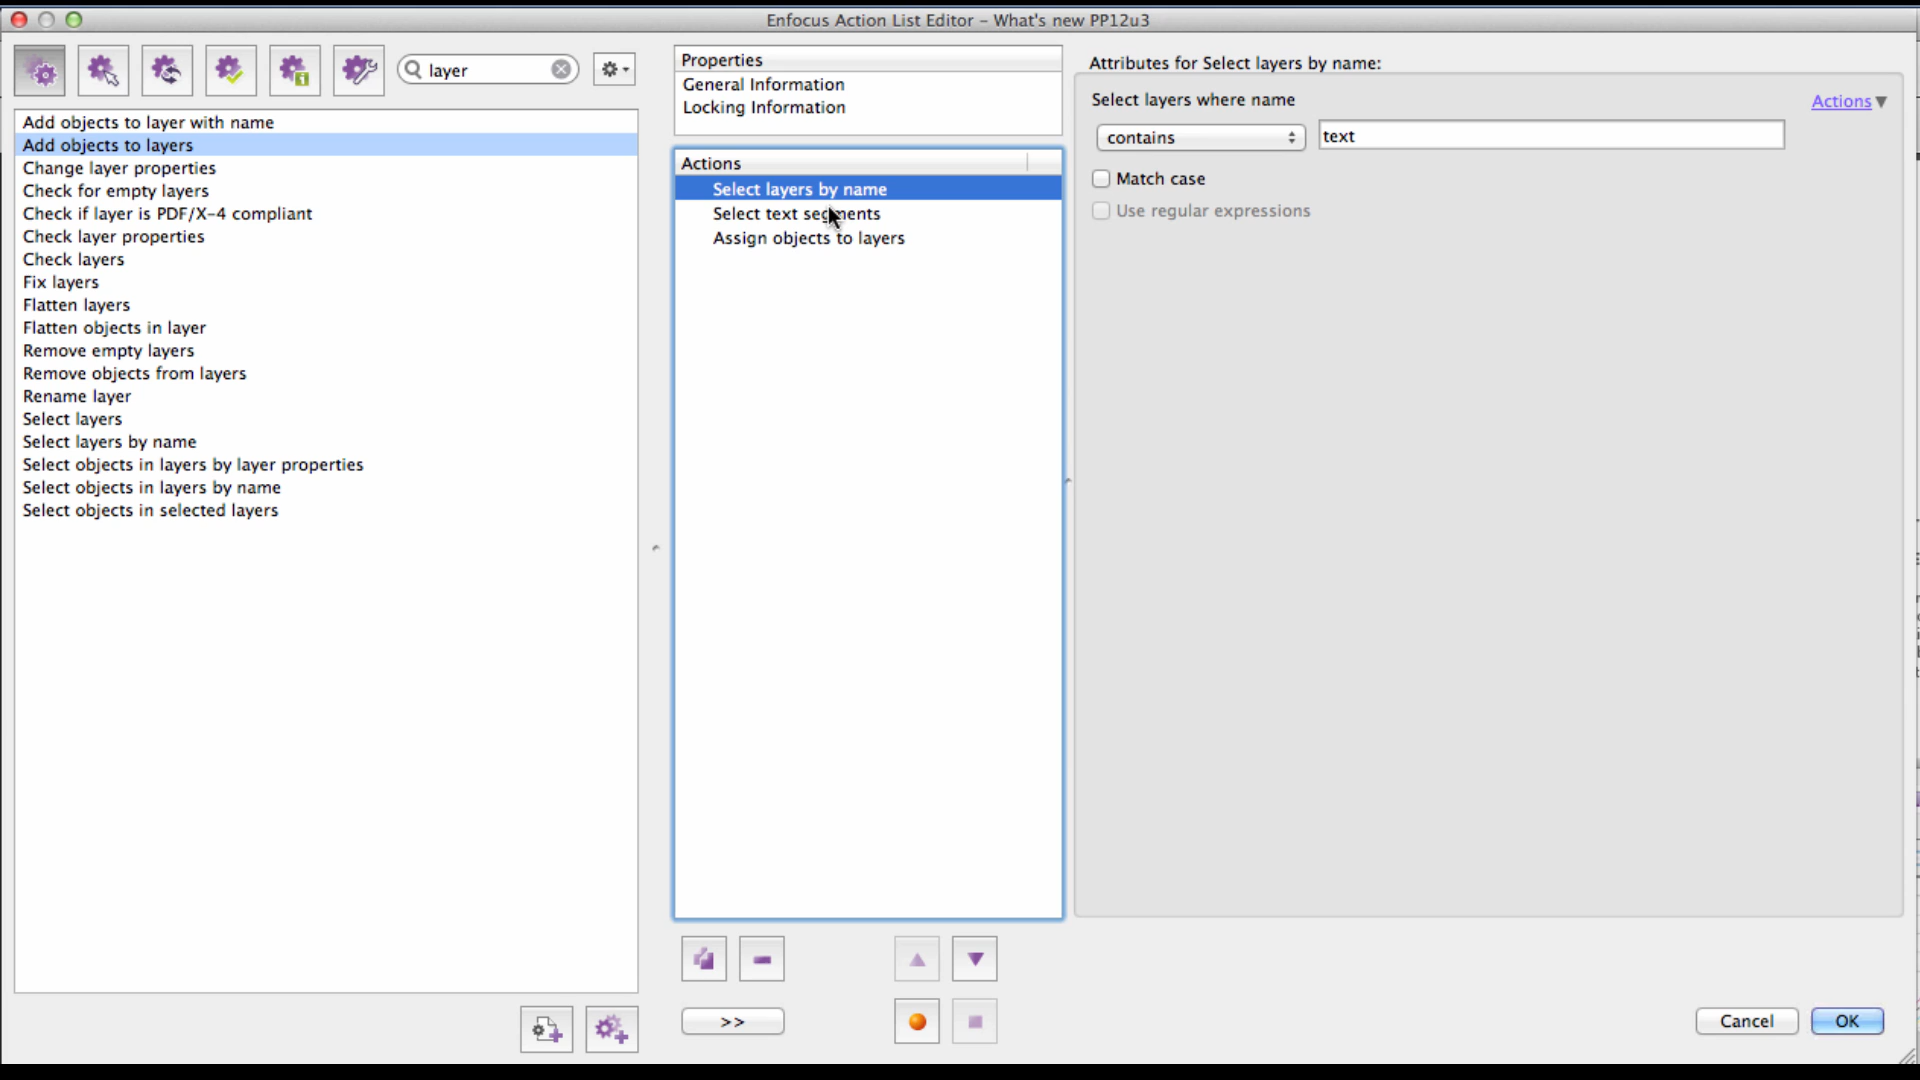 Enfocus Action List Editor – What's new PP12u3
layer
Add objects to layer with name
Add objects to layers
Change layer properties
Check for empty layers
Check if layer is PDF/X-4 compliant
Check layer properties
Check layers
Fix layers
Flatten layers
Flatten objects in layer
Remove empty layers
Remove objects from layers
Rename layer
Select layers
Select layers by name
Select objects in layers by layer properties
Select objects in layers by name
Select objects in selected layers
Properties
General Information
Locking Information
Actions
Select layers by name
Select text segments
Assign objects to layers
>>
Attributes for Select layers by name:
Select layers where name
Actions
contains
text
Match case
Use regular expressions
Cancel
OK